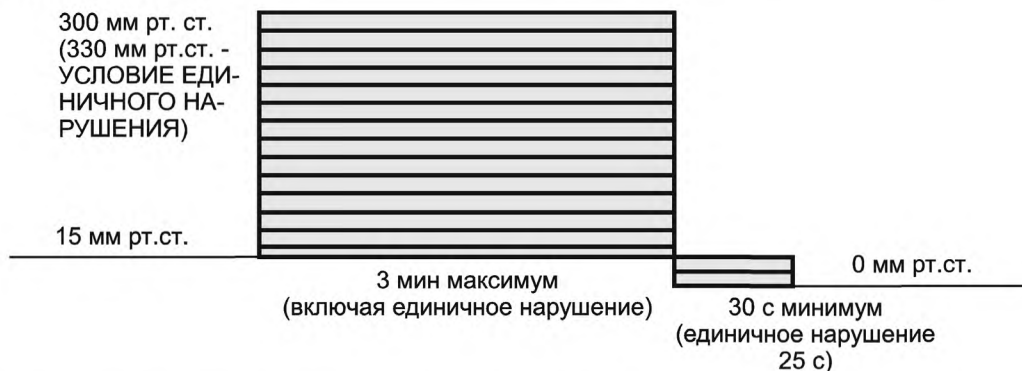 300 мм рт. ст.
(330 мм рт.ст. -
УСЛОВИЕ ЕДИ-
НИЧНОГО НА-
РУШЕНИЯ)
15 мм рт.ст.
3 мин максимум
(включая единичное нарушение)
0 мм рт.ст.
30 с минимум
(единичное нарушение
25 с)